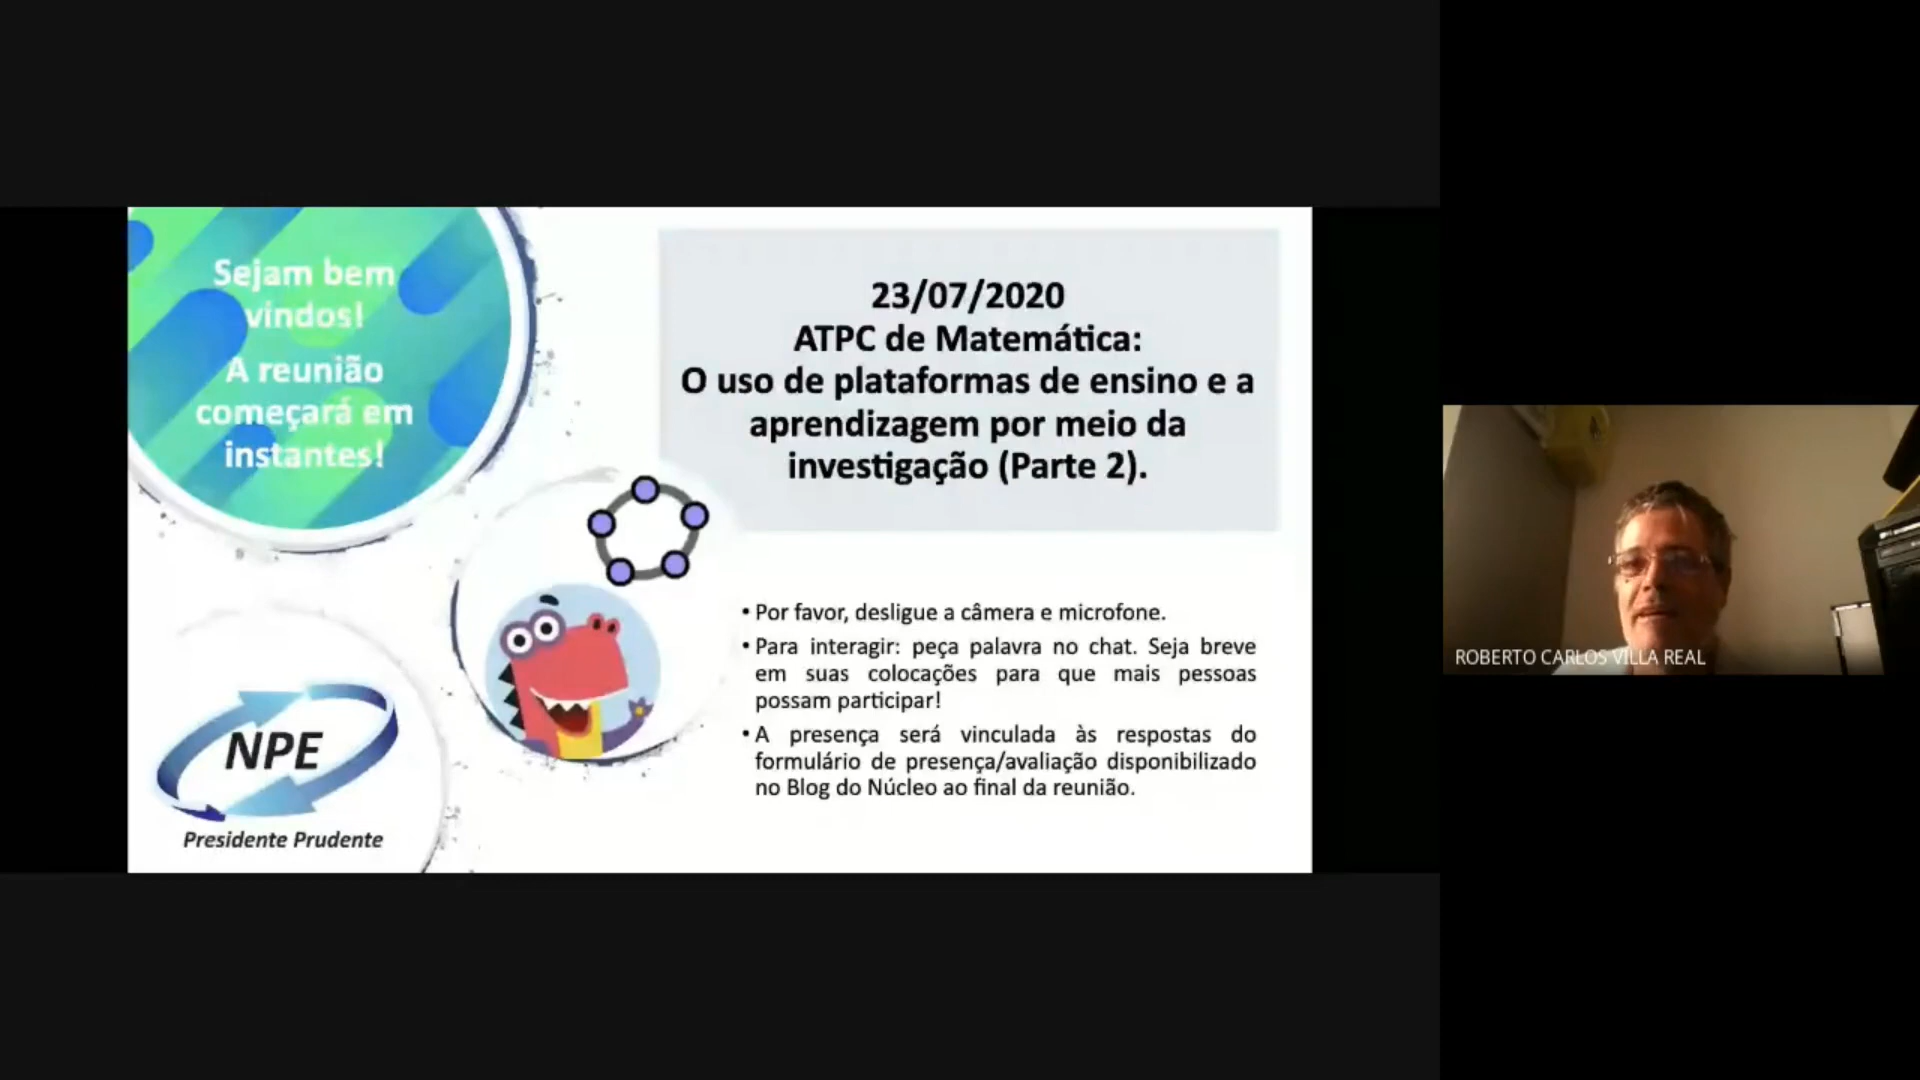 Sejam bem
vindos!
A reunião
começará em
instantes!
23/07/2020
ATPC de Matemática:
O uso de plataformas de ensino e a
aprendizagem por meio da
investigação (Parte 2).
• Por favor, desligue a câmera e microfone.
• Para interagir: peça palavra no chat. Seja breve
em suas colocações para que mais pessoas
possam participar!
• A presença será vinculada às respostas do
formulário de presença/avaliação disponibilizado
no Blog do Núcleo ao final da reunião.
NPE
Presidente Prudente
ROBERTO CARLOS VILLA REAL